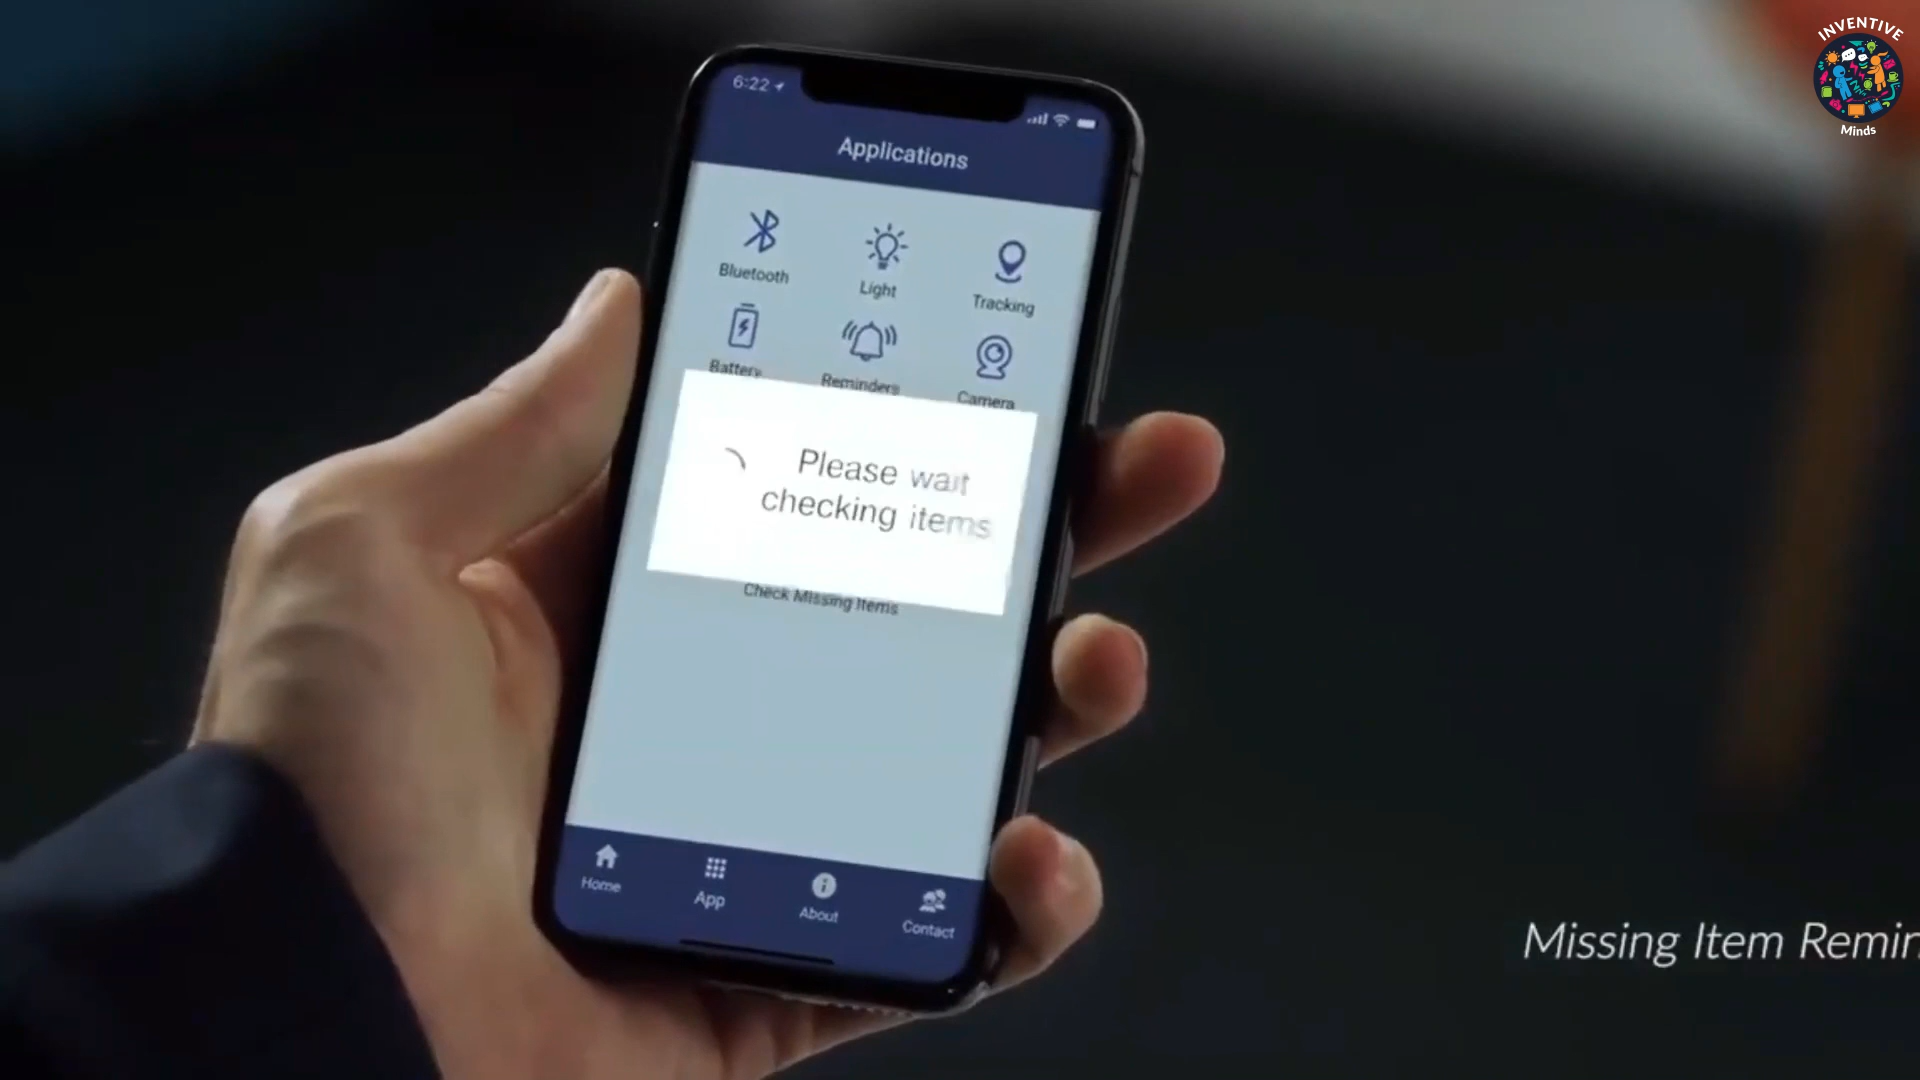 INVENTIVE
Minds
6:22
Applications
Bluetooth
Light
Tracking
Battery
Reminders
Camera
Please wait
checking items
Check Missing Items
Home
App
About
Contact
Missing Item Remin